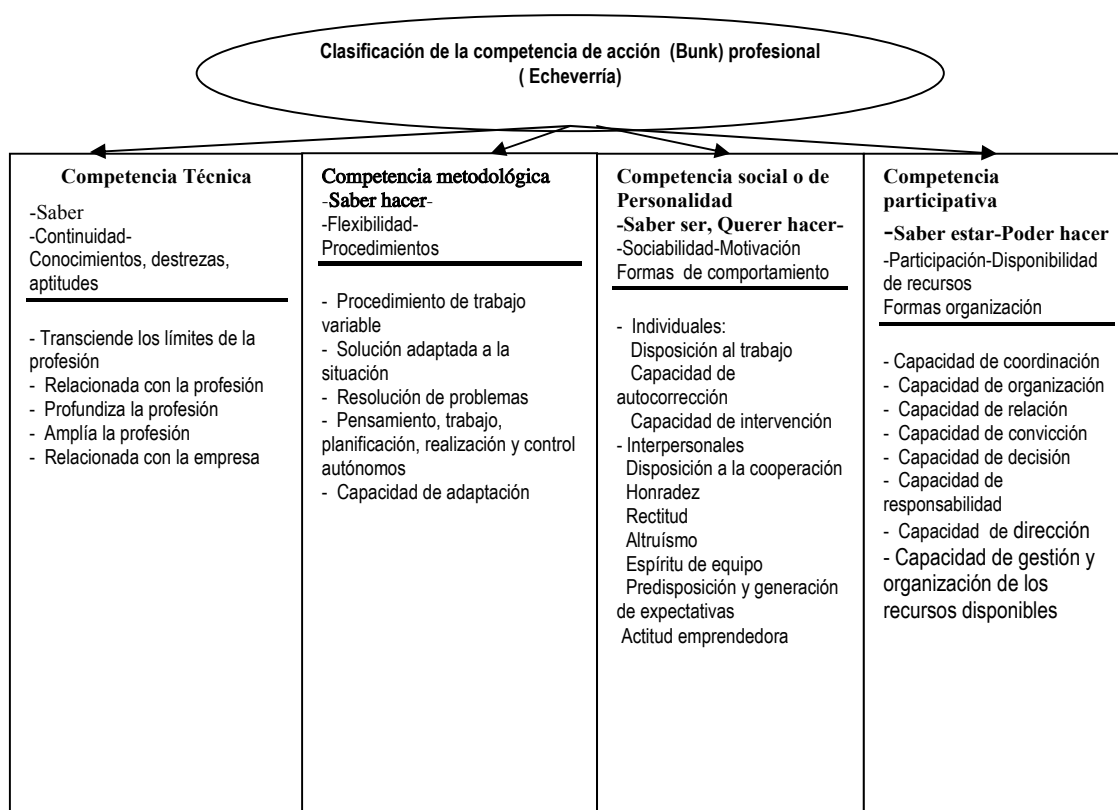 Clasificación de la competencia de acción (Bunk) profesional
( Echeverría)
Competencia Técnica
-Saber
-Continuidad-
Conocimientos, destrezas,
aptitudes
- Transciende los límites de la
profesión
- Relacionada con la profesión
- Profundiza la profesión
- Amplía la profesión
- Relacionada con la empresa
Competencia metodológica
-Saber hacer-
-Flexibilidad-
Procedimientos
- Procedimiento de trabajo
variable
- Solución adaptada a la
situación
- Resolución de problemas
- Pensamiento, trabajo,
planificación, realización y control
autónomos
- Capacidad de adaptación
Competencia social o de
Personalidad
-Saber ser, Querer hacer-
-Sociabilidad-Motivación
Formas de comportamiento
- Individuales:
Disposición al trabajo
Capacidad de
autocorrección
Capacidad de intervención
- Interpersonales
Disposición a la cooperación
Honradez
Rectitud
Altruísmo
Espíritu de equipo
Predisposición y generación
de expectativas
Actitud emprendedora
Competencia
participativa
-Saber estar-Poder hacer
-Participación-Disponibilidad
de recursos
Formas organización
- Capacidad de coordinación
- Capacidad de organización
- Capacidad de relación
- Capacidad de convicción
- Capacidad de decisión
- Capacidad de
responsabilidad
- Capacidad de dirección
- Capacidad de gestión y
organización de los
recursos disponibles